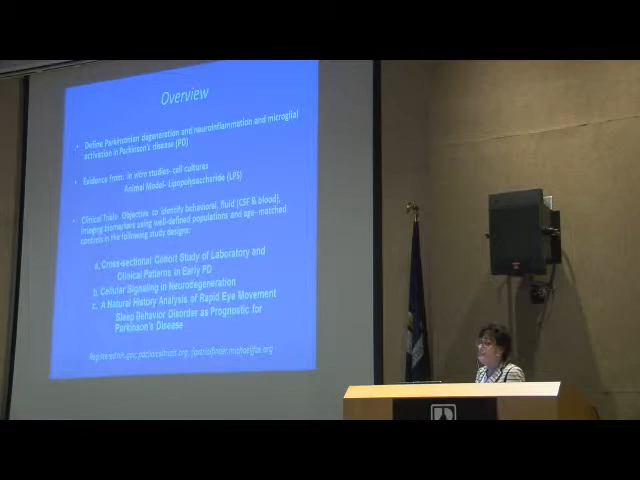 Overview
• Define Parkinsonian degeneration and neuroinflammation and microglial
activation in Parkinson's disease (PD)
• Evidence from: In vitro studies- cell cultures
Animal Model- Lipopolysaccharide (LPS)
• Clinical Trials- Objective to identify behavioral, fluid (CSF & blood),
imaging biomarkers using well-defined populations and age-matched
controls in the following study designs:
a. Cross-sectional Cohort Study of Laboratory and
Clinical Patterns in Early PD
b. Cellular Signaling in Neurodegeneration
c. A Natural History Analysis of Rapid Eye Movement
Sleep Behavior Disorder as Prognostic for
Parkinson's Disease